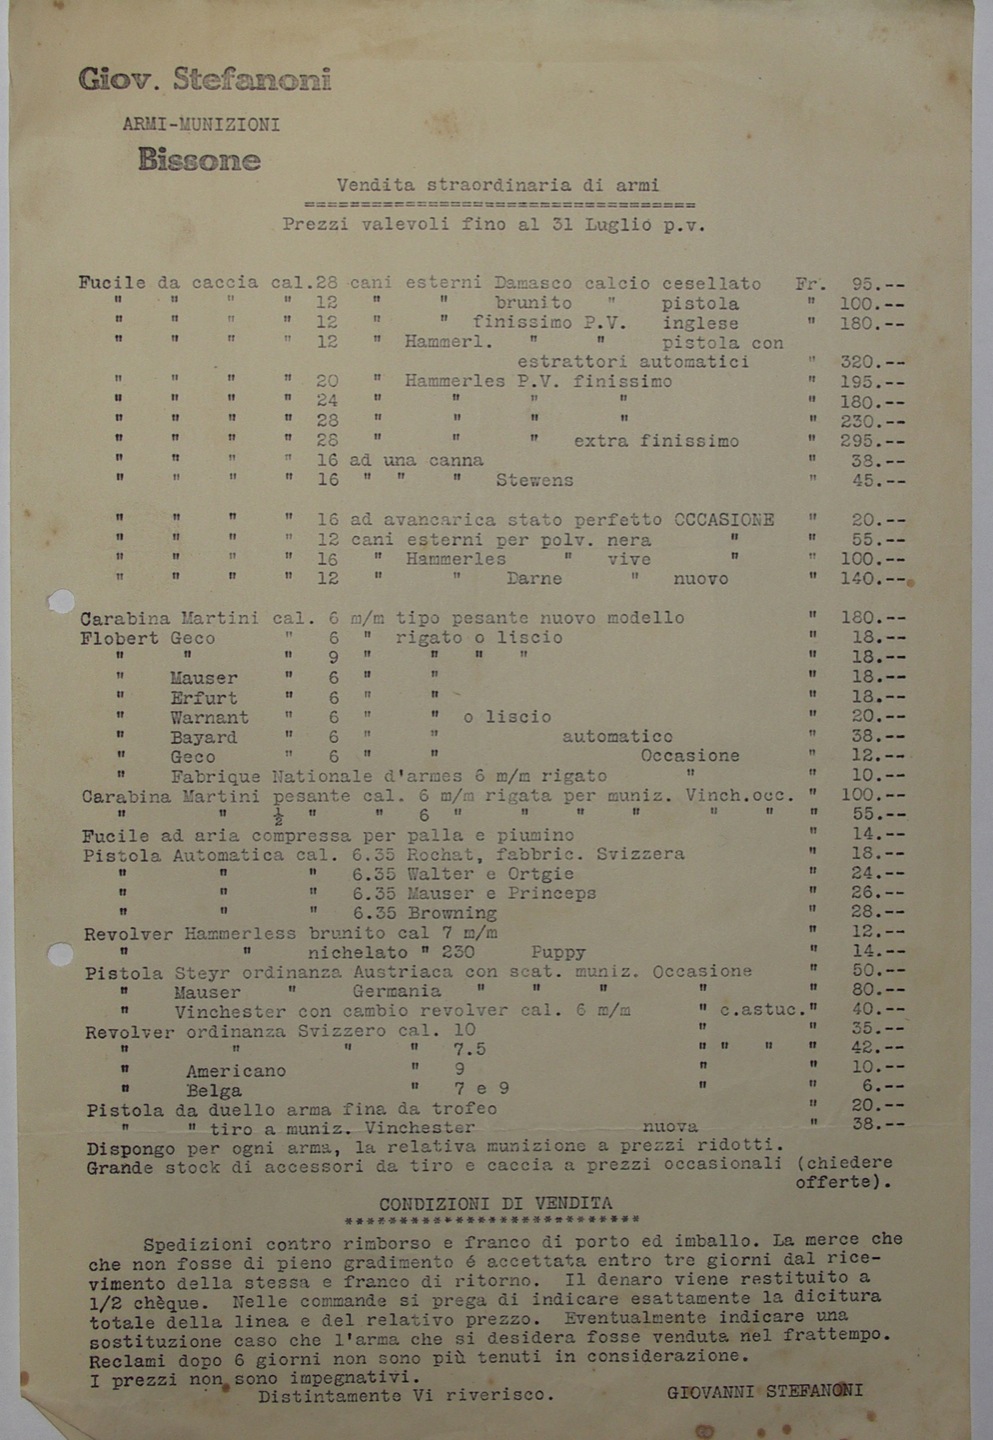 Giov. Stefanoni
ARMI-MUNIZIONI
Bissone
Vendita straordinaria di armi
==================================
Prezzi valevoli fino al 31 Luglio p.v.
Fucile da caccia cal.28 cani esterni Damasco calcio cesellato Fr. 95.--
" " " " 12 " " brunito " pistola " 100.--
" " " " 12 " " finissimo P.V. inglese " 180.--
" " " " 12 " Hammerl. " " pistola con
estrattori automatici " 320.--
" " " " 20 " Hammerles P.V. finissimo " 195.--
" " " " 24 " " " " " 180.--
" " " " 28 " " " " " 230.--
" " " " 28 " " " extra finissimo " 295.--
" " " " 16 ad una canna " 38.--
" " " " 16 " " " Stewens " 45.--
" " " " 16 ad avancarica stato perfetto OCCASIONE " 20.--
" " " " 12 cani esterni per polv. nera " " 55.--
" " " " 16 " Hammerles " vive " " 100.--
" " " " 12 " " Darne " nuovo " 140.--
Carabina Martini cal. 6 m/m tipo pesante nuovo modello " 180.--
Flobert Geco " 6 " rigato o liscio " 18.--
" " " 9 " " " " " 18.--
" Mauser " 6 " " " 18.--
" Erfurt " 6 " " " 18.--
" Warnant " 6 " " o liscio " 20.--
" Bayard " 6 " " automatico " 38.--
" Geco " 6 " " Occasione " 12.--
" Fabrique Nationale d'armes 6 m/m rigato " " 10.--
Carabina Martini pesante cal. 6 m/m rigata per muniz. Vinch.occ. " 100.--
" " ½ " " 6 " " " " " " " 55.--
Fucile ad aria compressa per palla e piumino " 14.--
Pistola Automatica cal. 6.35 Rochat, fabbric. Svizzera " 18.--
" " " 6.35 Walter e Ortgie " 24.--
" " " 6.35 Mauser e Princeps " 26.--
" " " 6.35 Browning " 28.--
Revolver Hammerless brunito cal 7 m/m " 12.--
" " nichelato " 230 Puppy " 14.--
Pistola Steyr ordinanza Austriaca con scat. muniz. Occasione " 50.--
" Mauser " Germania " " " " " 80.--
" Vinchester con cambio revolver cal. 6 m/m " c.astuc." 40.--
Revolver ordinanza Svizzero cal. 10 " " 35.--
" " " " 7.5 " " " " 42.--
" Americano " 9 " " 10.--
" Belga " 7 e 9 " " 6.--
Pistola da duello arma fina da trofeo " 20.--
" " tiro a muniz. Vinchester nuova " 38.--
Dispongo per ogni arma, la relativa munizione a prezzi ridotti.
Grande stock di accessori da tiro e caccia a prezzi occasionali (chiedere
offerte).
CONDIZIONI DI VENDITA
***************************
Spedizioni contro rimborso e franco di porto ed imballo. La merce che
che non fosse di pieno gradimento é accettata entro tre giorni dal rice-
vimento della stessa e franco di ritorno. Il denaro viene restituito a
1/2 chèque. Nelle commande si prega di indicare esattamente la dicitura
totale della linea e del relativo prezzo. Eventualmente indicare una
sostituzione caso che l'arma che si desidera fosse venduta nel frattempo.
Reclami dopo 6 giorni non sono più tenuti in considerazione.
I prezzi non sono impegnativi.
Distintamente Vi riverisco. GIOVANNI STEFANONI